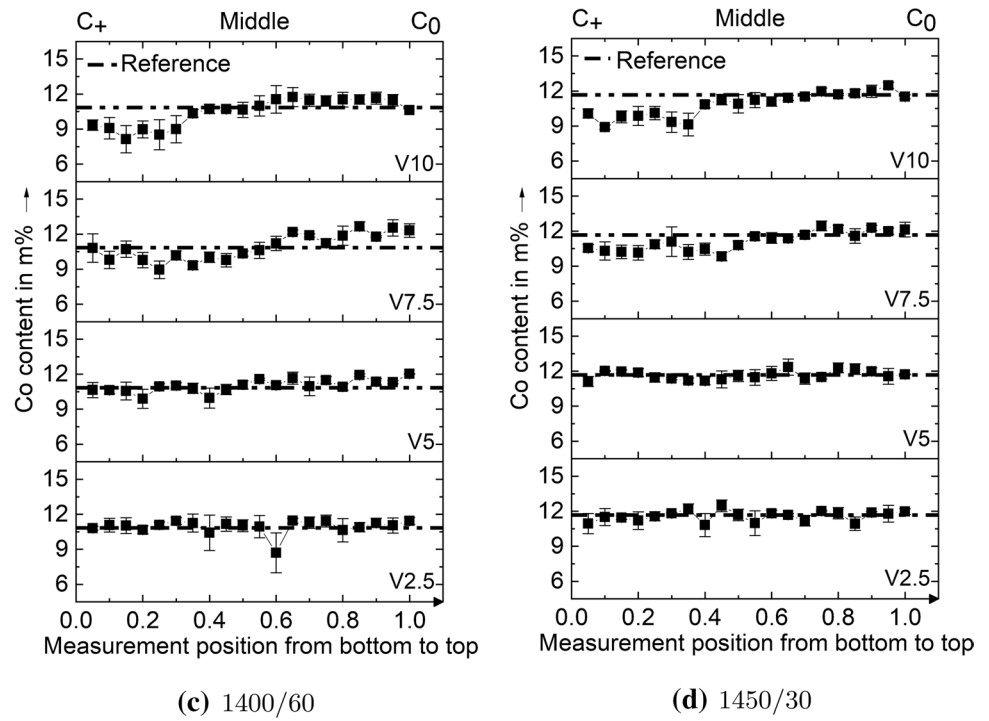 C+ Middle C0
15
Reference
12
9
6
V10
15
12
9
6
V7.5
15
12
9
6
V5
15
12
9
6
V2.5
Co content in m% →
0.0 0.2 0.4 0.6 0.8 1.0
Measurement position from bottom to top
(c) 1400/60
C+ Middle C0
15
Reference
12
9
6
V10
15
12
9
6
V7.5
15
12
9
6
V5
15
12
9
6
V2.5
Co content in m% →
0.0 0.2 0.4 0.6 0.8 1.0
Measurement position from bottom to top
(d) 1450/30